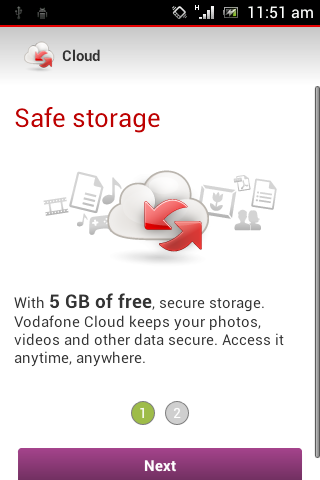 H 11:51 am
Cloud
Safe storage
With 5 GB of free, secure storage.
Vodafone Cloud keeps your photos,
videos and other data secure. Access it
anytime, anywhere.
1 2
Next